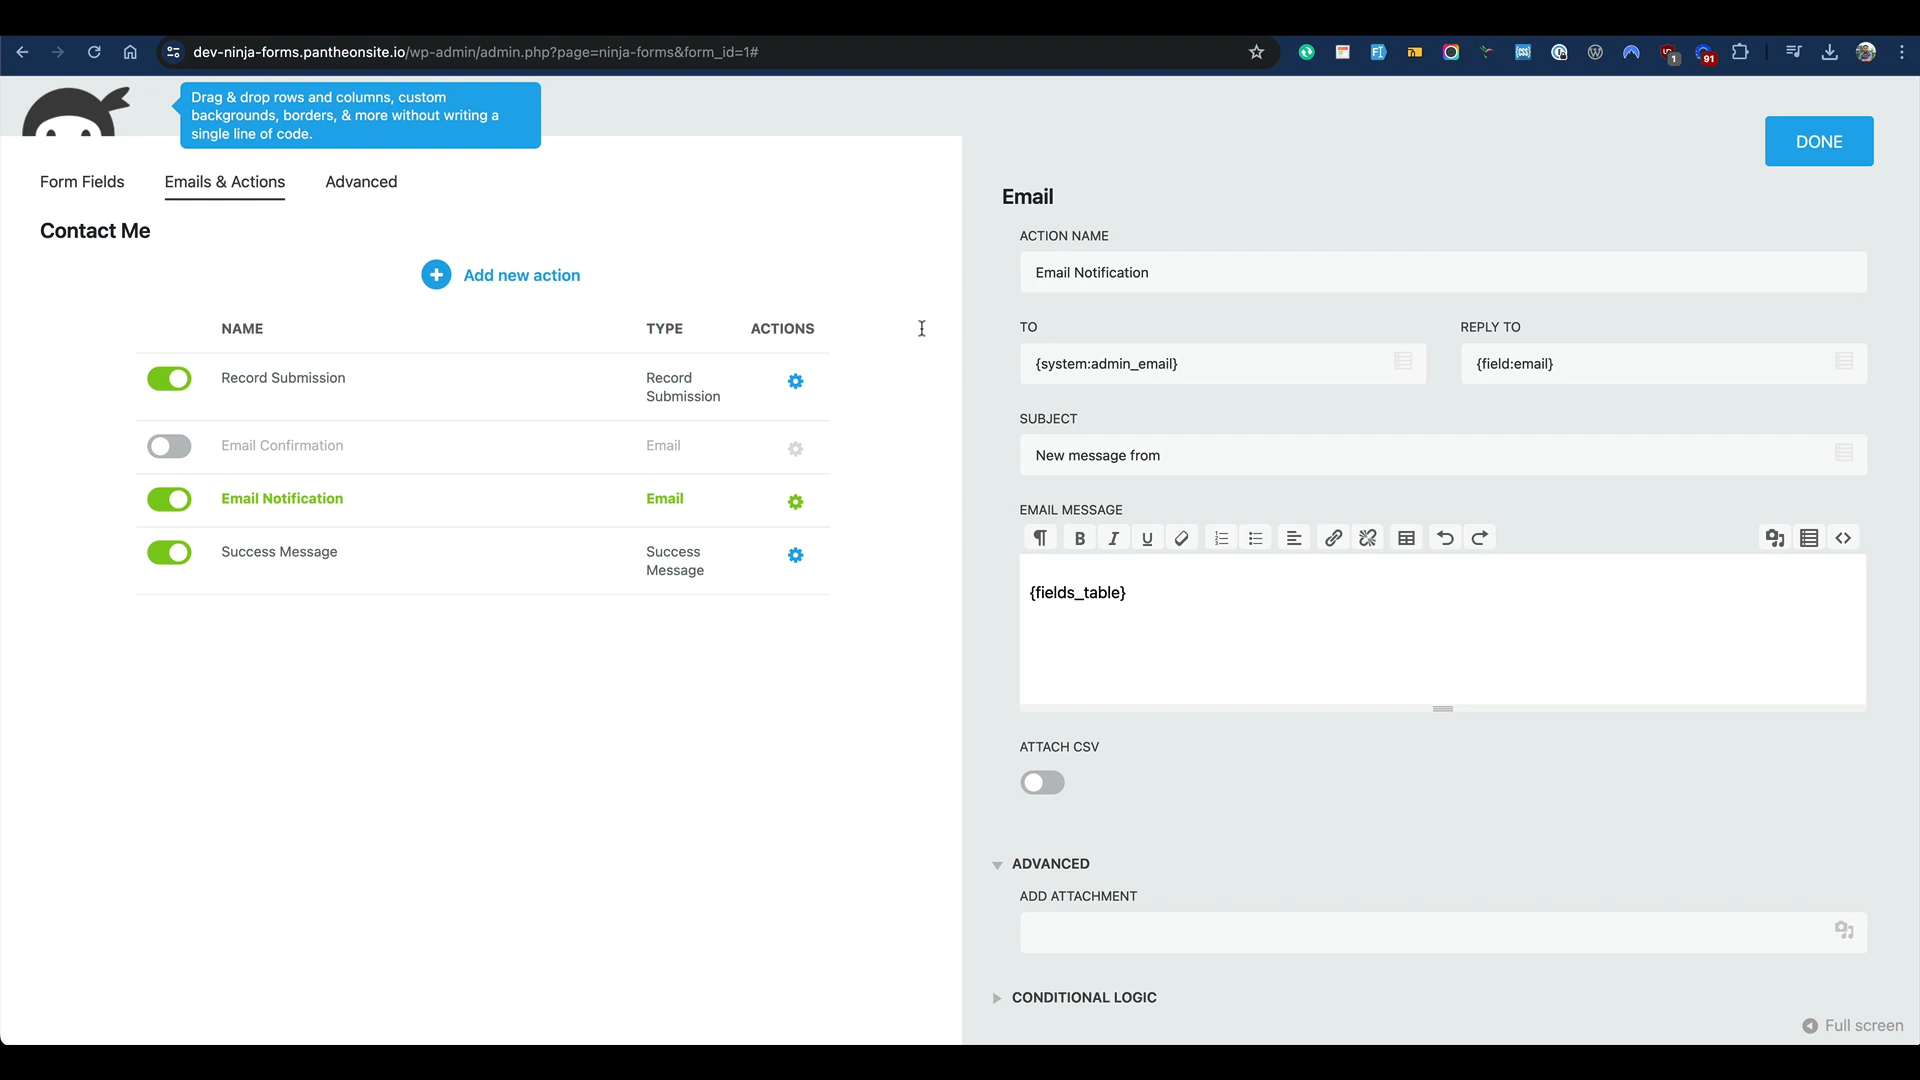 dev-ninja-forms.pantheonsite.io/wp-admin/admin.php?page=ninja-forms&form_id=1#
1
91
Drag & drop rows and columns, custom
backgrounds, borders, & more without writing a
single line of code.
DONE
Form Fields
Emails & Actions
Advanced
Contact Me
Add new action
NAME
TYPE
ACTIONS
Record Submission
Record
Submission
Email Confirmation
Email
Email Notification
Email
Success Message
Success
Message
Email
ACTION NAME
Email Notification
TO
REPLY TO
{system:admin_email}
{field:email}
SUBJECT
New message from
EMAIL MESSAGE
B
I
U
{fields_table}
ATTACH CSV
ADVANCED
ADD ATTACHMENT
CONDITIONAL LOGIC
Full screen